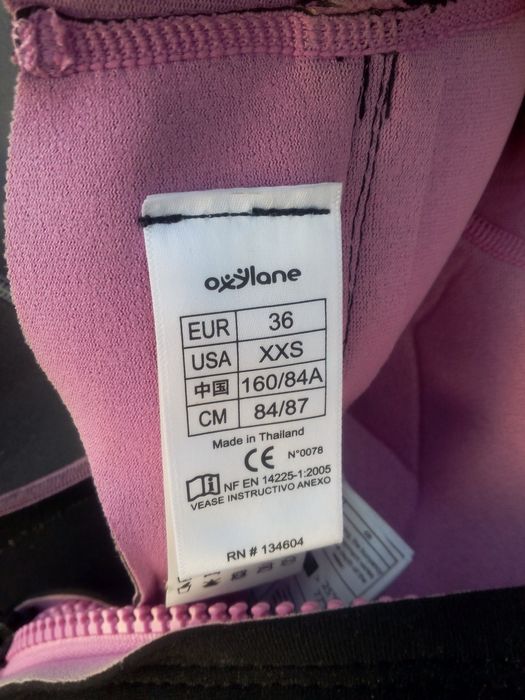 oxylane
EUR 36
USA XXS
中国 160/84A
CM 84/87
Made in Thailand
CE N°0078
NF EN 14225-1:2005
VEASE INSTRUCTIVO ANEXO
RN # 134604